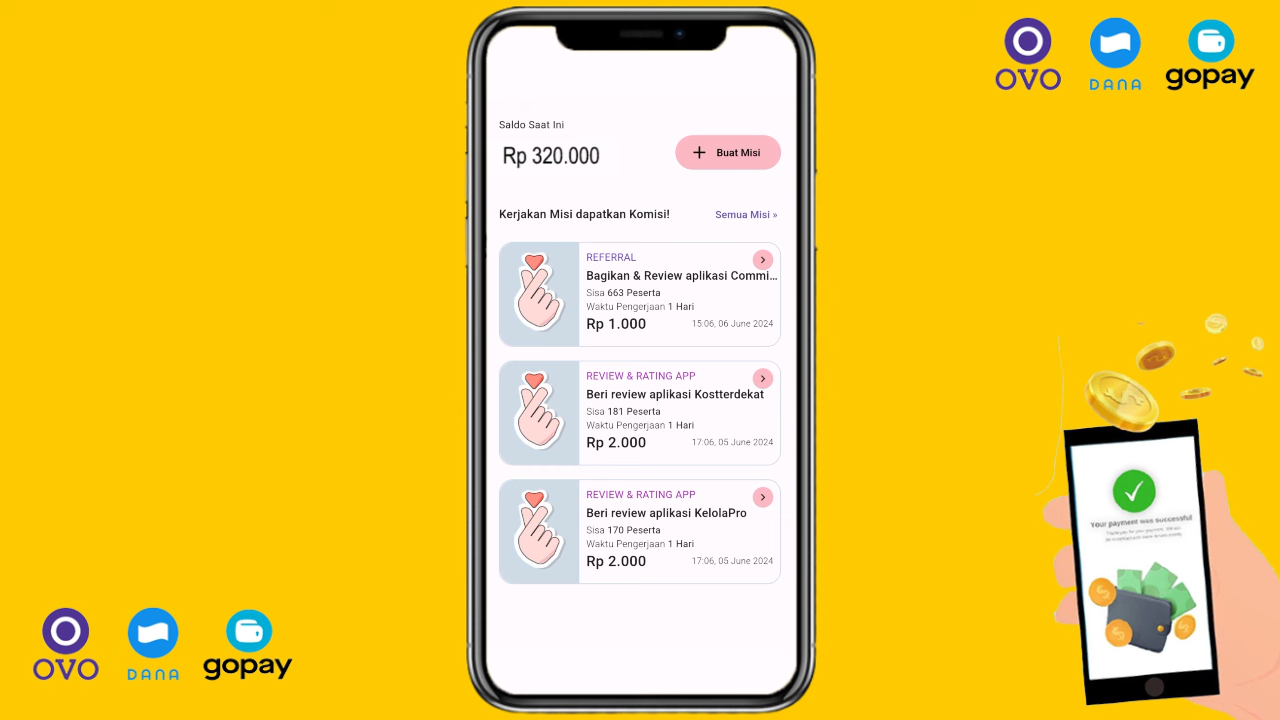 OVO
DANA
gopay
Saldo Saat Ini
Rp 320.000
+ Buat Misi
Kerjakan Misi dapatkan Komisi!
Semua Misi »
REFERRAL
Bagikan & Review aplikasi Commi...
Sisa 663 Peserta
Waktu Pengerjaan 1 Hari
Rp 1.000
15:06, 06 June 2024
REVIEW & RATING APP
Beri review aplikasi Kostterdekat
Sisa 181 Peserta
Waktu Pengerjaan 1 Hari
Rp 2.000
17:06, 05 June 2024
REVIEW & RATING APP
Beri review aplikasi KelolaPro
Sisa 170 Peserta
Waktu Pengerjaan 1 Hari
Rp 2.000
17:06, 05 June 2024
Your payment was successful
OVO
DANA
gopay